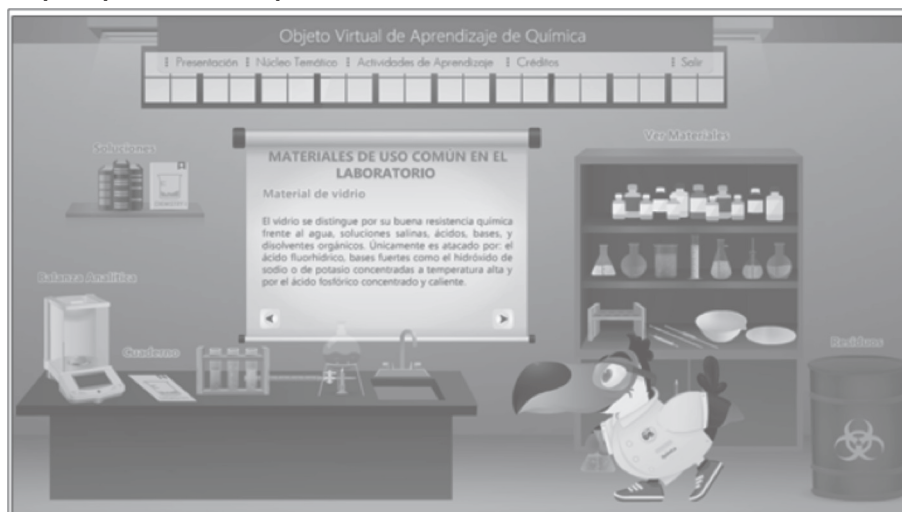 Objeto Virtual de Aprendizaje de Química
Presentación Núcleo Temático Actividades de Aprendizaje Créditos Salir
Soluciones
Ver Materiales
MATERIALES DE USO COMÚN EN EL
LABORATORIO
Material de vidrio
El vidrio se distingue por su buena resistencia química
frente al agua, soluciones salinas, ácidos, bases, y
disolventes orgánicos. Únicamente es atacado por: el
ácido fluorhídrico, bases fuertes como el hidróxido de
sodio o de potasio concentradas a temperatura alta y
por el ácido fosfórico concentrado y caliente.
Balanza Analítica
Cuaderno
Residuos